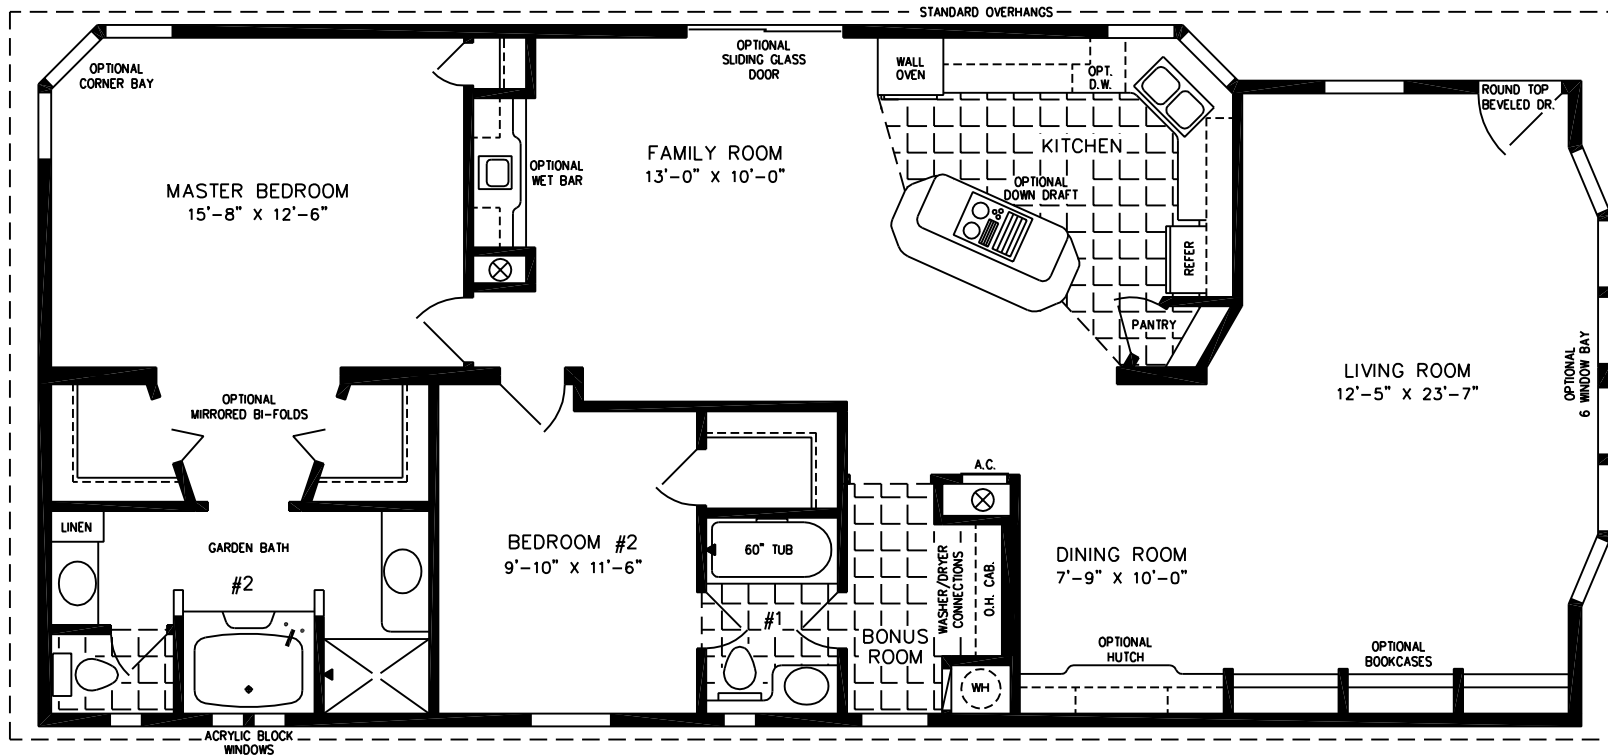 STANDARD OVERHANGS
OPTIONAL
CORNER BAY
OPTIONAL
SLIDING GLASS
DOOR
WALL
OVEN
OPT.
D.W.
ROUND TOP
BEVELED DR.
KITCHEN
FAMILY ROOM
13'-0" X 10'-0"
OPTIONAL
WET BAR
MASTER BEDROOM
15'-8" X 12'-6"
OPTIONAL
DOWN DRAFT
REFER
PANTRY
LIVING ROOM
12'-5" X 23'-7"
OPTIONAL
6 WINDOW BAY
OPTIONAL
MIRRORED BI-FOLDS
A.C.
LINEN
GARDEN BATH
#2
BEDROOM #2
9'-10" X 11'-6"
60" TUB
#1
WASHER/DRYER
CONNECTIONS
O.H. CAB.
DINING ROOM
7'-9" X 10'-0"
BONUS
ROOM
OPTIONAL
HUTCH
OPTIONAL
BOOKCASES
WH
ACRYLIC BLOCK
WINDOWS